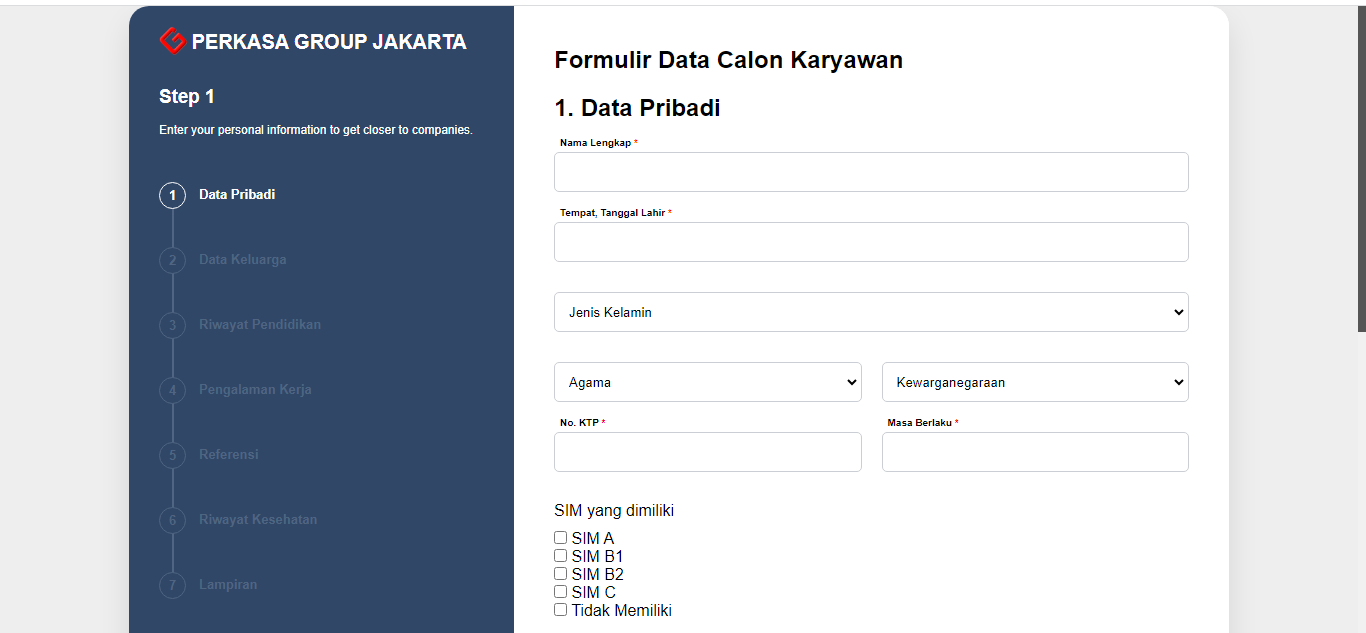 PERKASA GROUP JAKARTA
Step 1
Enter your personal information to get closer to companies.
1 Data Pribadi
2 Data Keluarga
3 Riwayat Pendidikan
4 Pengalaman Kerja
5 Referensi
6 Riwayat Kesehatan
7 Lampiran
Formulir Data Calon Karyawan
1. Data Pribadi
Nama Lengkap *
Tempat, Tanggal Lahir *
Jenis Kelamin
Agama
Kewarganegaraan
No. KTP *
Masa Berlaku *
SIM yang dimiliki
SIM A
SIM B1
SIM B2
SIM C
Tidak Memiliki